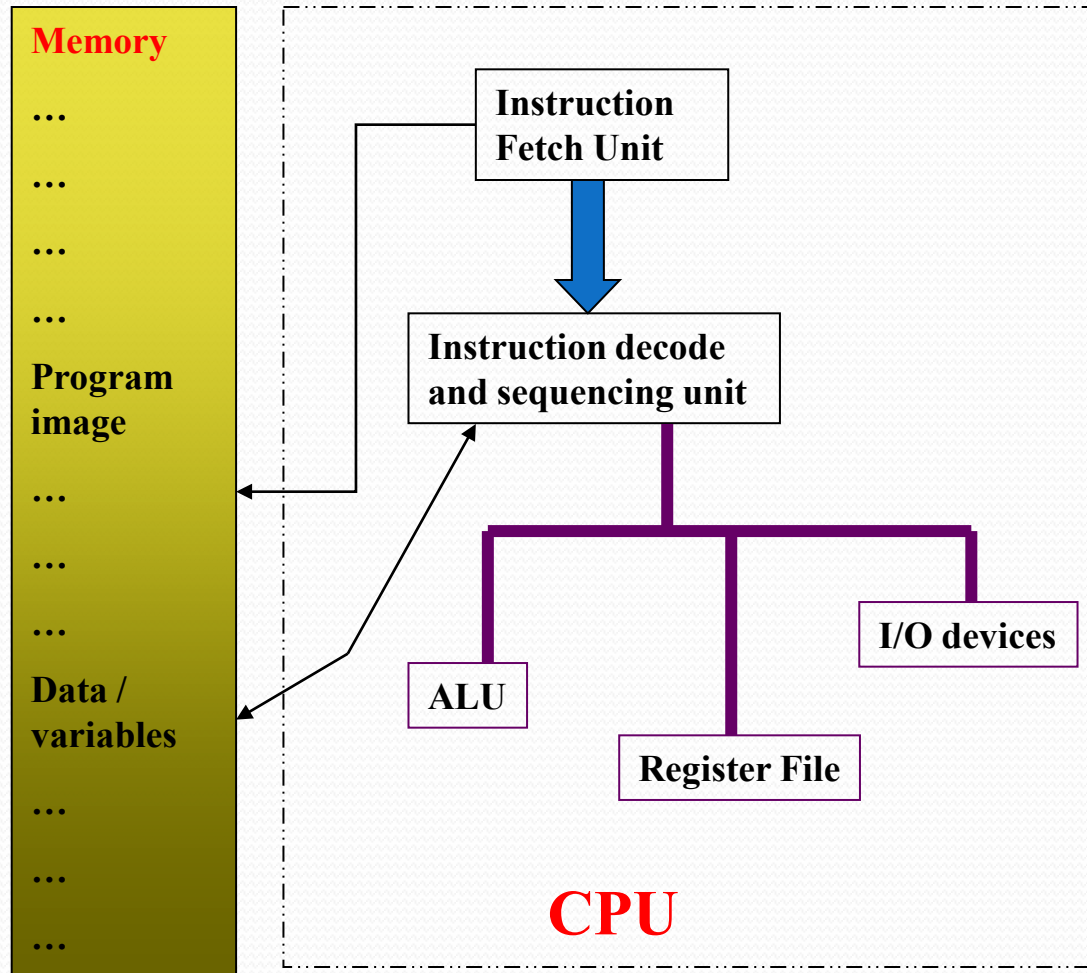 Memory
…
…
…
…
Program
image
…
…
…
Data /
variables
…
…
…
Instruction
Fetch Unit
Instruction decode
and sequencing unit
I/O devices
ALU
Register File
CPU